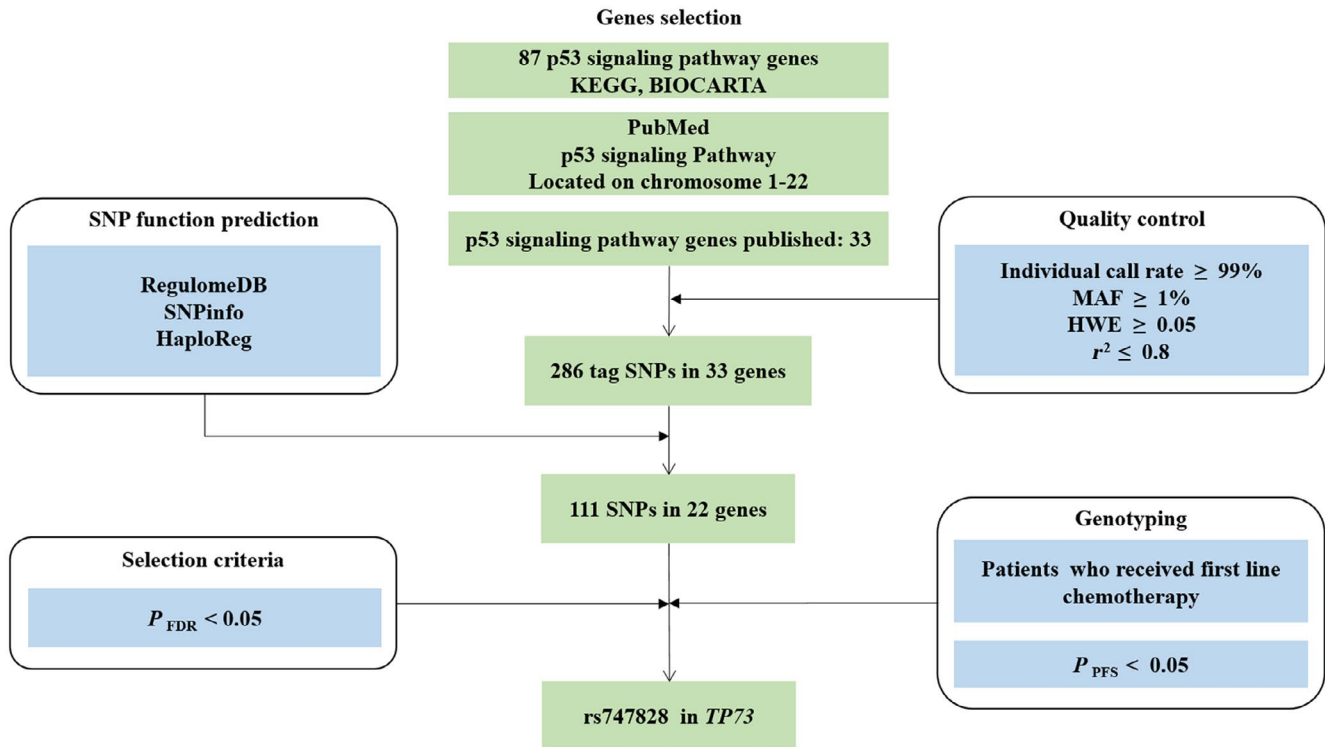 Genes selection
87 p53 signaling pathway genes
KEGG, BIOCARTA
PubMed
p53 signaling Pathway
Located on chromosome 1-22
p53 signaling pathway genes published: 33
SNP function prediction
RegulomeDB
SNPinfo
HaploReg
Quality control
Individual call rate ≥ 99%
MAF ≥ 1%
HWE ≥ 0.05
r² ≤ 0.8
286 tag SNPs in 33 genes
111 SNPs in 22 genes
Selection criteria
P FDR < 0.05
Genotyping
Patients who received first line
chemotherapy
P PFS < 0.05
rs747828 in TP73